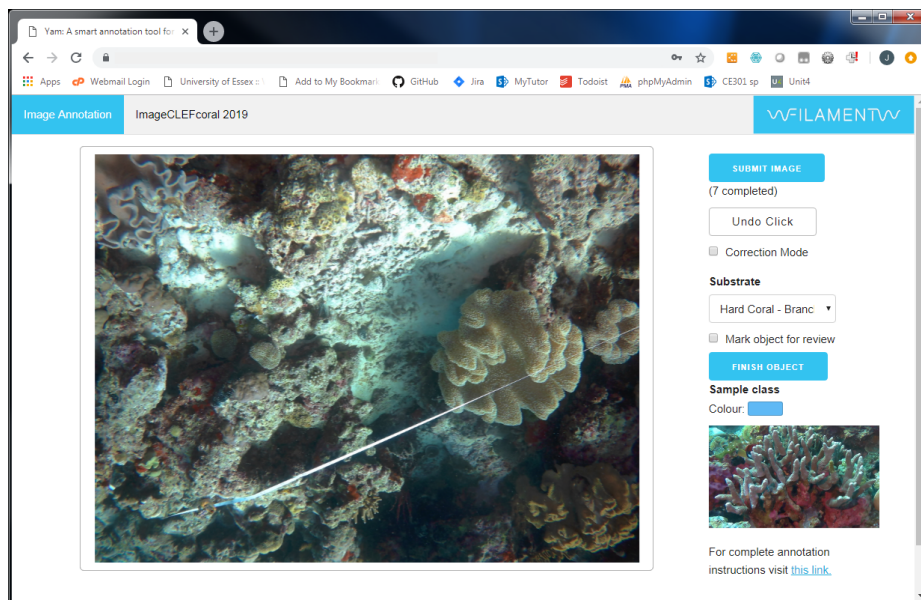 Yam: A smart annotation tool for
Apps Webmail Login University of Essex :: Add to My Bookmark GitHub Jira MyTutor Todoist phpMyAdmin CE301 sp Unit4
Image Annotation ImageCLEFcoral 2019 FILAMENT
SUBMIT IMAGE
(7 completed)
Undo Click
Correction Mode
Substrate
Hard Coral - Branc
Mark object for review
FINISH OBJECT
Sample class
Colour:
For complete annotation
instructions visit this link.